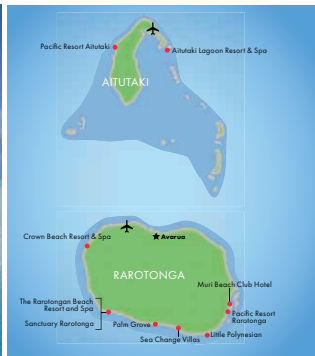 Pacific Resort Aitutaki
Aitutaki Lagoon Resort & Spa
AITUTAKI
Avarua
Crown Beach Resort & Spa
RAROTONGA
Muri Beach Club Hotel
The Rarotongan Beach
Resort and Spa
Pacific Resort
Rarotonga
Sanctuary Rarotonga
Palm Grove
Little Polynesian
Sea Change Villas